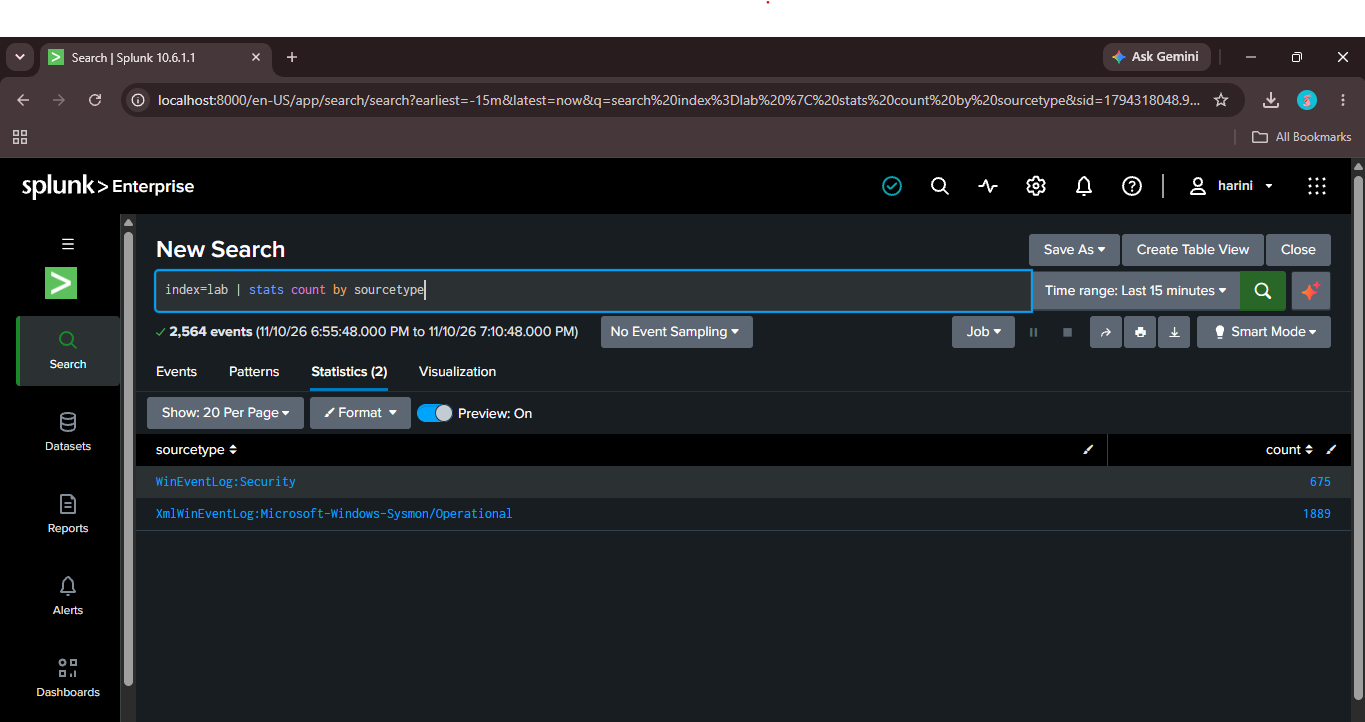 Search | Splunk 10.6.1.1
Ask Gemini
localhost:8000/en-US/app/search/search?earliest=-15m&latest=now&q=search%20index%3Dlab%20%7C%20stats%20count%20by%20sourcetype&sid=1794318048.9...
All Bookmarks
splunk>Enterprise
harini
New Search
Save As
Create Table View
Close
index=lab | stats count by sourcetype
Time range: Last 15 minutes
2,564 events (11/10/26 6:55:48.000 PM to 11/10/26 7:10:48.000 PM)
No Event Sampling
Job
Smart Mode
Search
Datasets
Reports
Alerts
Dashboards
Events
Patterns
Statistics (2)
Visualization
Show: 20 Per Page
Format
Preview: On
sourcetype
count
WinEventLog:Security
675
XmlWinEventLog:Microsoft-Windows-Sysmon/Operational
1889